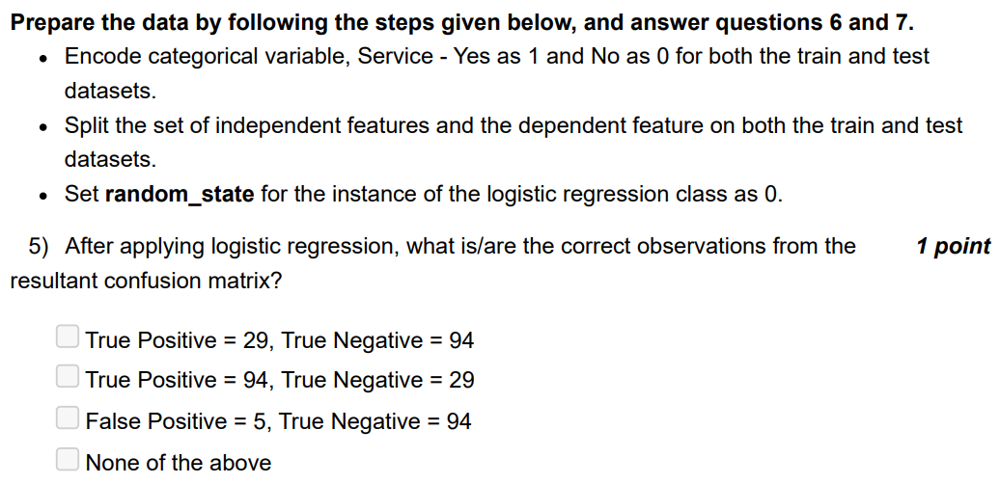 Prepare the data by following the steps given below, and answer questions 6 and 7.
• Encode categorical variable, Service - Yes as 1 and No as 0 for both the train and test
datasets.
• Split the set of independent features and the dependent feature on both the train and test
datasets.
• Set random_state for the instance of the logistic regression class as 0.
5) After applying logistic regression, what is/are the correct observations from the 1 point
resultant confusion matrix?
True Positive = 29, True Negative = 94
True Positive = 94, True Negative = 29
False Positive = 5, True Negative = 94
None of the above